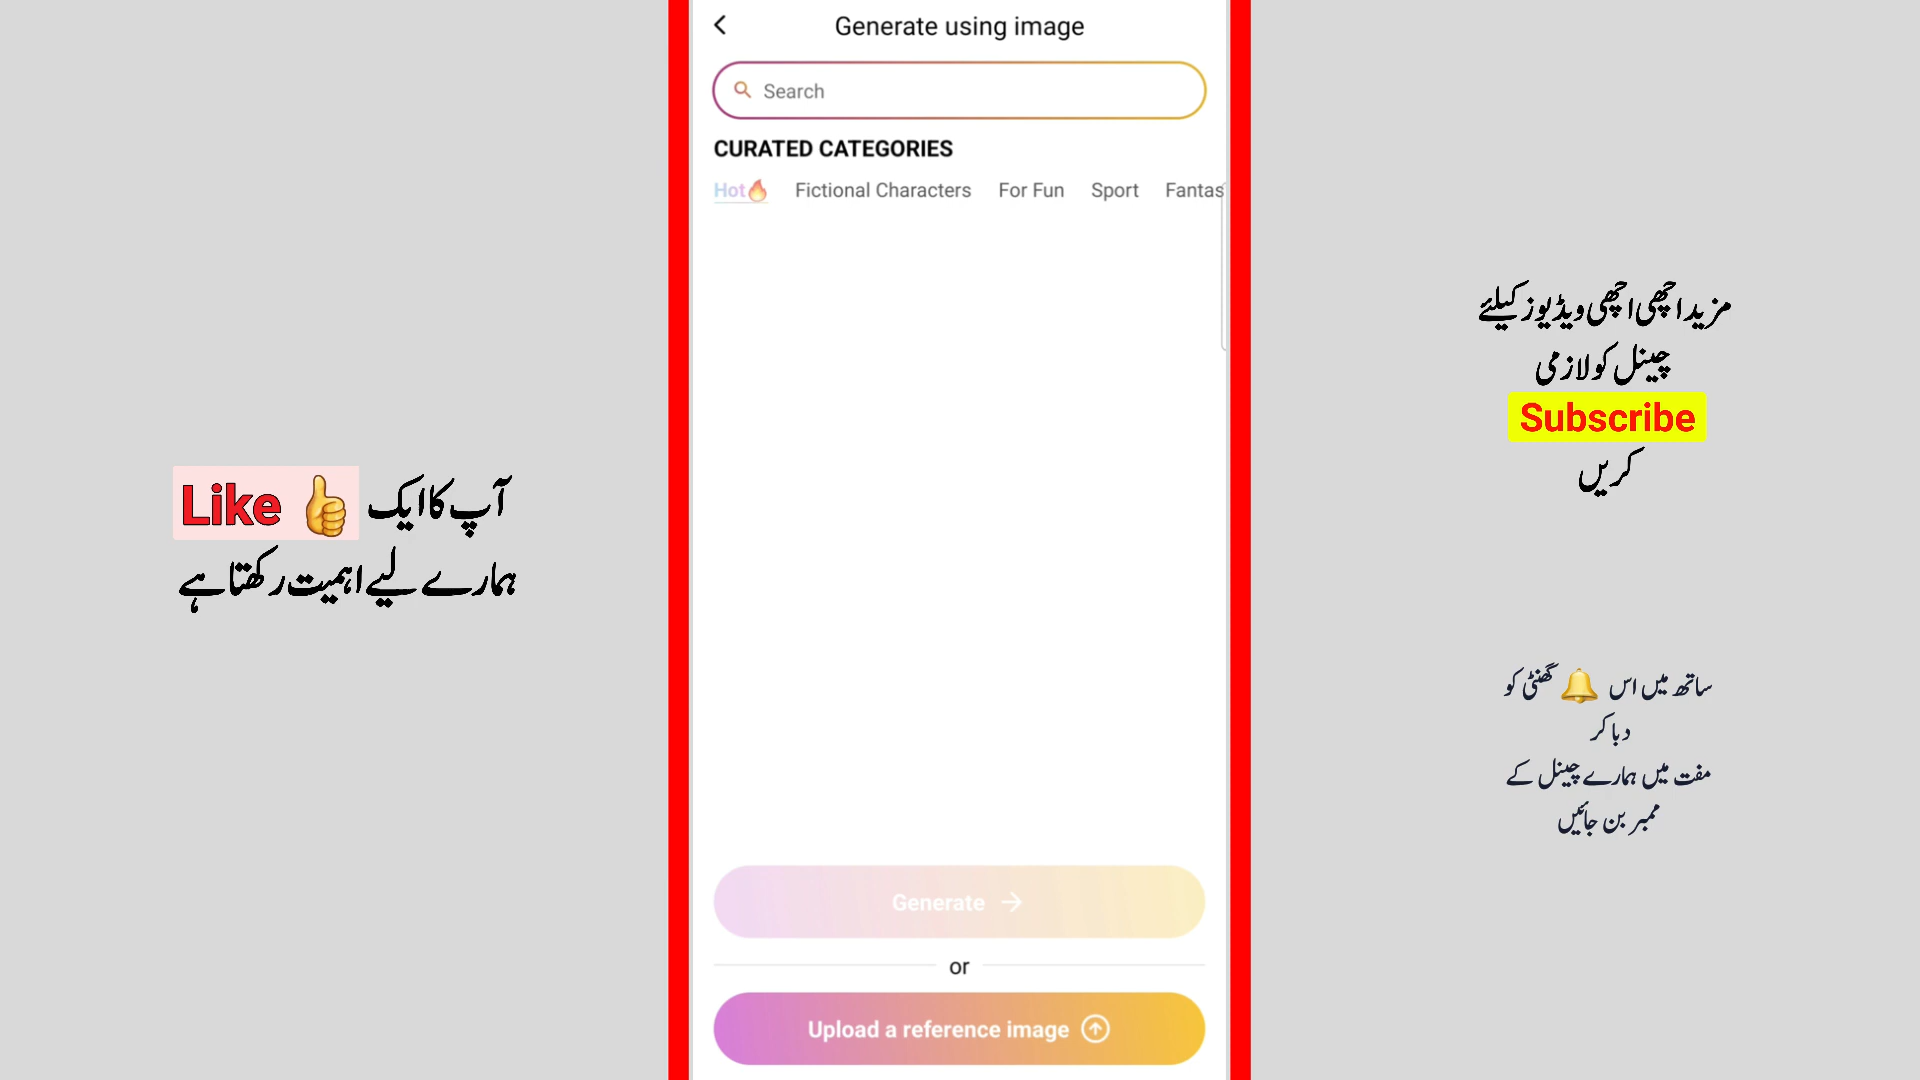 Generate using image
Search
CURATED CATEGORIES
Hot🔥 Fictional Characters For Fun Sport Fantas
Generate →
or
Upload a reference image
آپ کا ایک 👍 Like
ہمارے لیے اہمیت رکھتا ہے
مزید اچھی اچھی ویڈیوز کیلئے
چینل کو لازمی
Subscribe
کریں
ساتھ میں اس 🔔 گھنٹی کو
دبا کر
مفت میں ہمارے چینل کے
ممبر بن جائیں